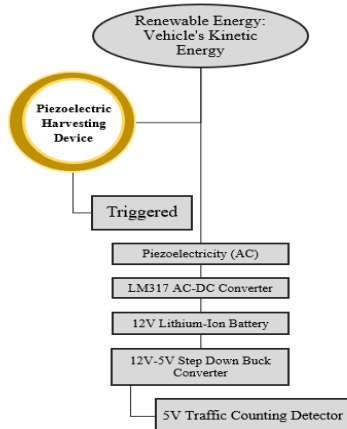 Renewable Energy:
Vehicle's Kinetic
Energy
Piezoelectric
Harvesting
Device
Triggered
Piezoelectricity (AC)
LM317 AC-DC Converter
12V Lithium-Ion Battery
12V-5V Step Down Buck
Converter
5V Traffic Counting Detector